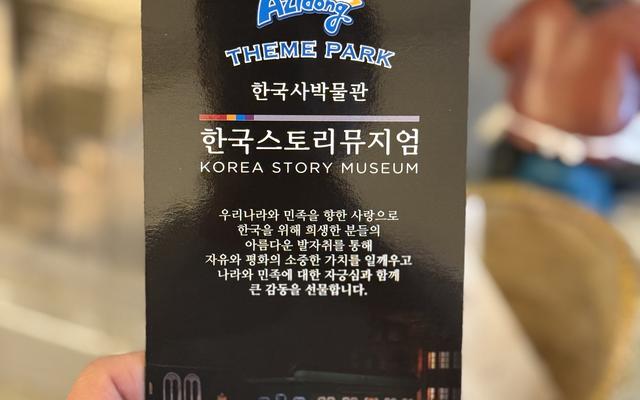 Azidong
THEME PARK
한국사박물관
한국스토리뮤지엄
KOREA STORY MUSEUM
우리나라와 민족을 향한 사랑으로
한국을 위해 희생한 분들의
아름다운 발자취를 통해
자유와 평화의 소중한 가치를 일깨우고
나라와 민족에 대한 자긍심과 함께
큰 감동을 선물합니다.